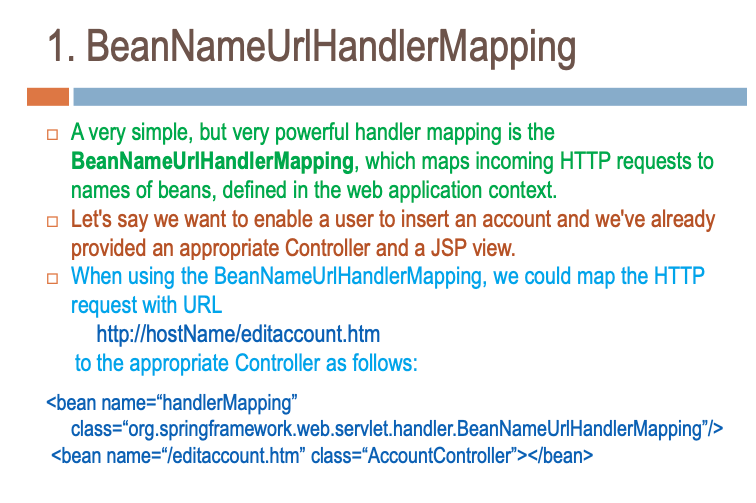 1. BeanNameUrlHandlerMapping
A very simple, but very powerful handler mapping is the
BeanNameUrlHandlerMapping, which maps incoming HTTP requests to
names of beans, defined in the web application context.
Let's say we want to enable a user to insert an account and we've already
provided an appropriate Controller and a JSP view.
When using the BeanNameUrlHandlerMapping, we could map the HTTP
request with URL
http://hostName/editaccount.htm
to the appropriate Controller as follows:
<bean name=“handlerMapping”
class=“org.springframework.web.servlet.handler.BeanNameUrlHandlerMapping”/>
<bean name=“/editaccount.htm” class=“AccountController”></bean>